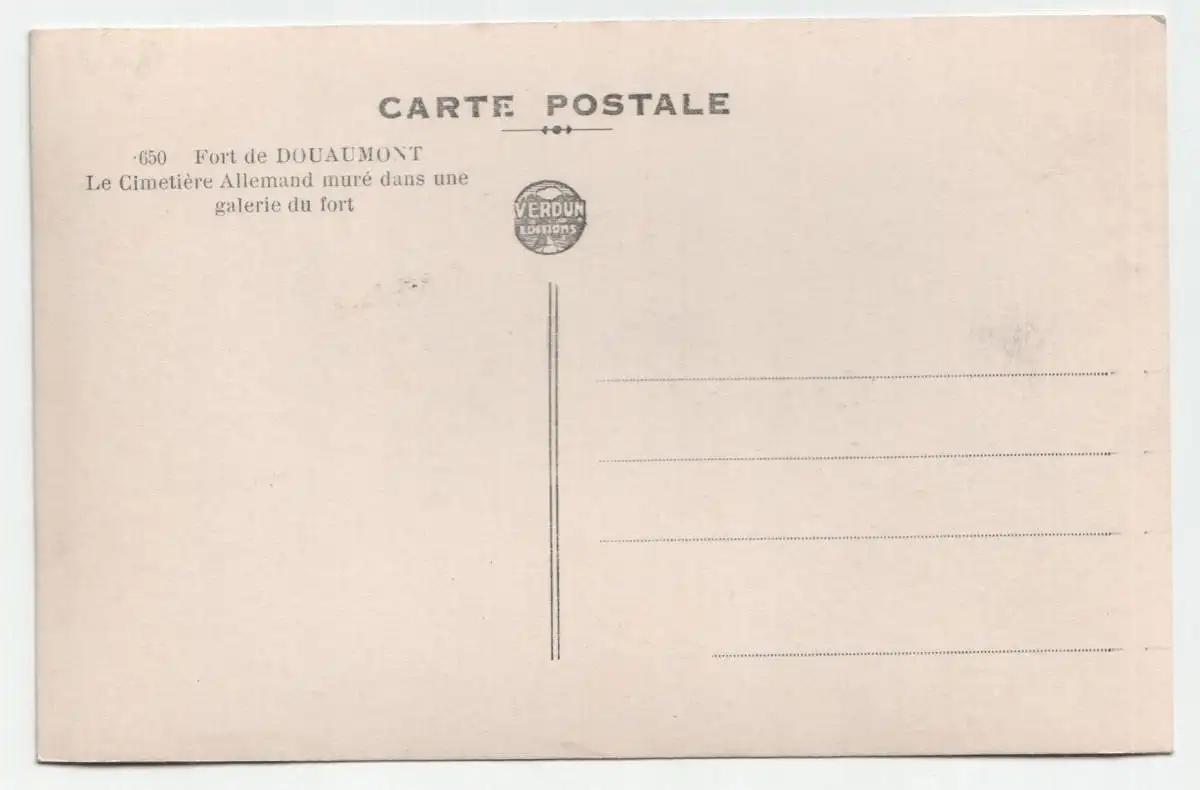 CARTE POSTALE
650 Fort de DOUAUMONT
Le Cimetière Allemand muré dans une
galerie du fort
VERDUN
EDITIONS